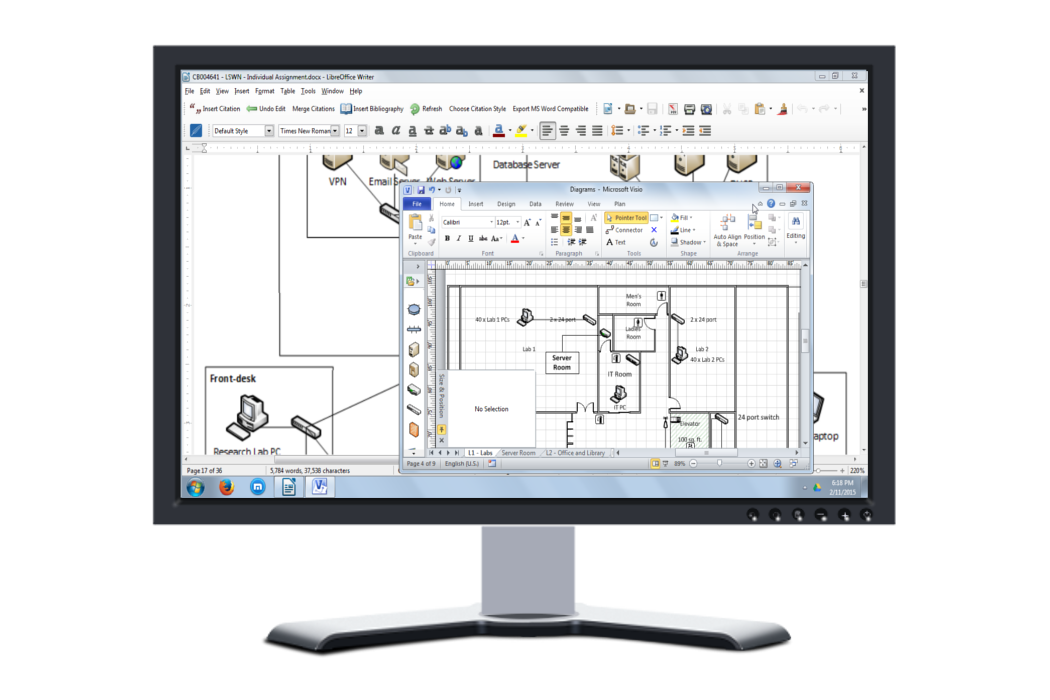 CB004641 - LSWN - Individual Assignment.docx - LibreOffice Writer
File Edit View Insert Format Table Tools Window Help
Insert Citation Undo Edit Merge Citations Insert Bibliography Refresh Choose Citation Style Export MS Word Compatible
Default Style Times New Roman 12
VPN Email Server Web Server Database Server
Diagrams - Microsoft Visio
File Home Insert Design Data Review View Plan
Calibri 12pt.
Paste
B I U abc Aa A
Pointer Tool
Connector
A Text
Fill
Line
Shadow
Auto Align & Space
Position
Editing
Clipboard Font Paragraph Tools Shape Arrange
Men's
Room
40 x Lab 1 PCs 2 x 24 port
Ladies
Room
2 x 24 port
Lab 1
Server
Room
Lab 2
40 x Lab 2 PCs
IT Room
IT PC
Size & Position
No Selection
24 port switch
Elevator
100 sq. ft.
L1 - Labs Server Room L2 - Office and Library
Page 4 of 9 English (U.S.) 89%
Front-desk
Research Lab PC
aptop
Page 17 of 36 5,784 words, 37,538 characters 220%
6:18 PM
2/11/2015